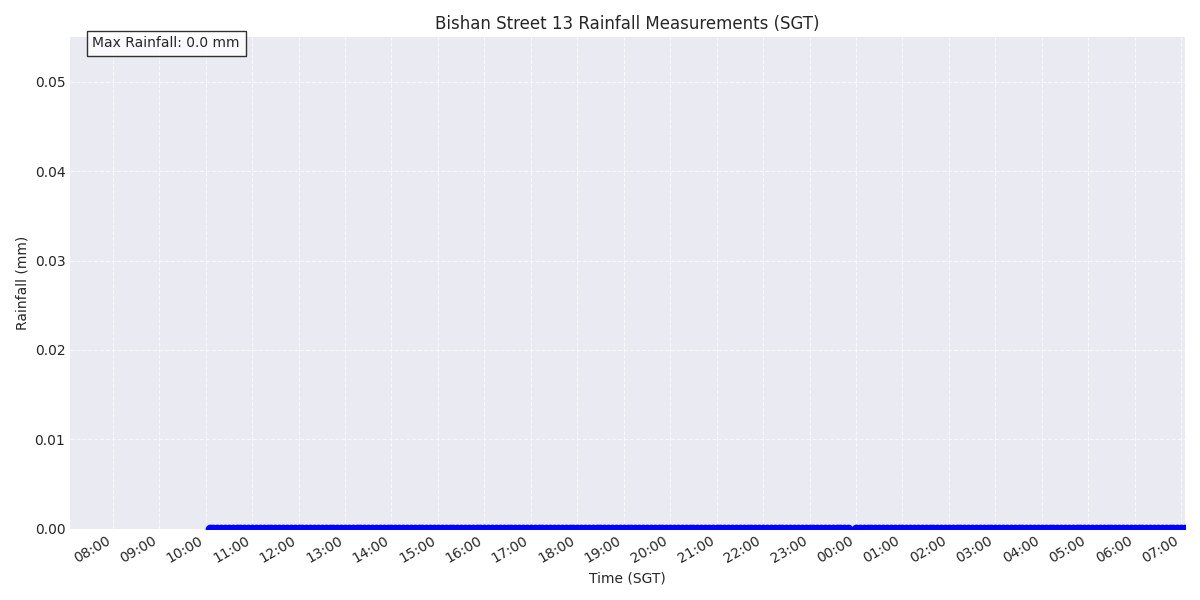 Bishan Street 13 Rainfall Measurements (SGT)
Max Rainfall: 0.0 mm
0.05
0.04
0.03
0.02
0.01
0.00
Rainfall (mm)
08:00 09:00 10:00 11:00 12:00 13:00 14:00 15:00 16:00 17:00 18:00 19:00 20:00 21:00 22:00 23:00 00:00 01:00 02:00 03:00 04:00 05:00 06:00 07:00
Time (SGT)